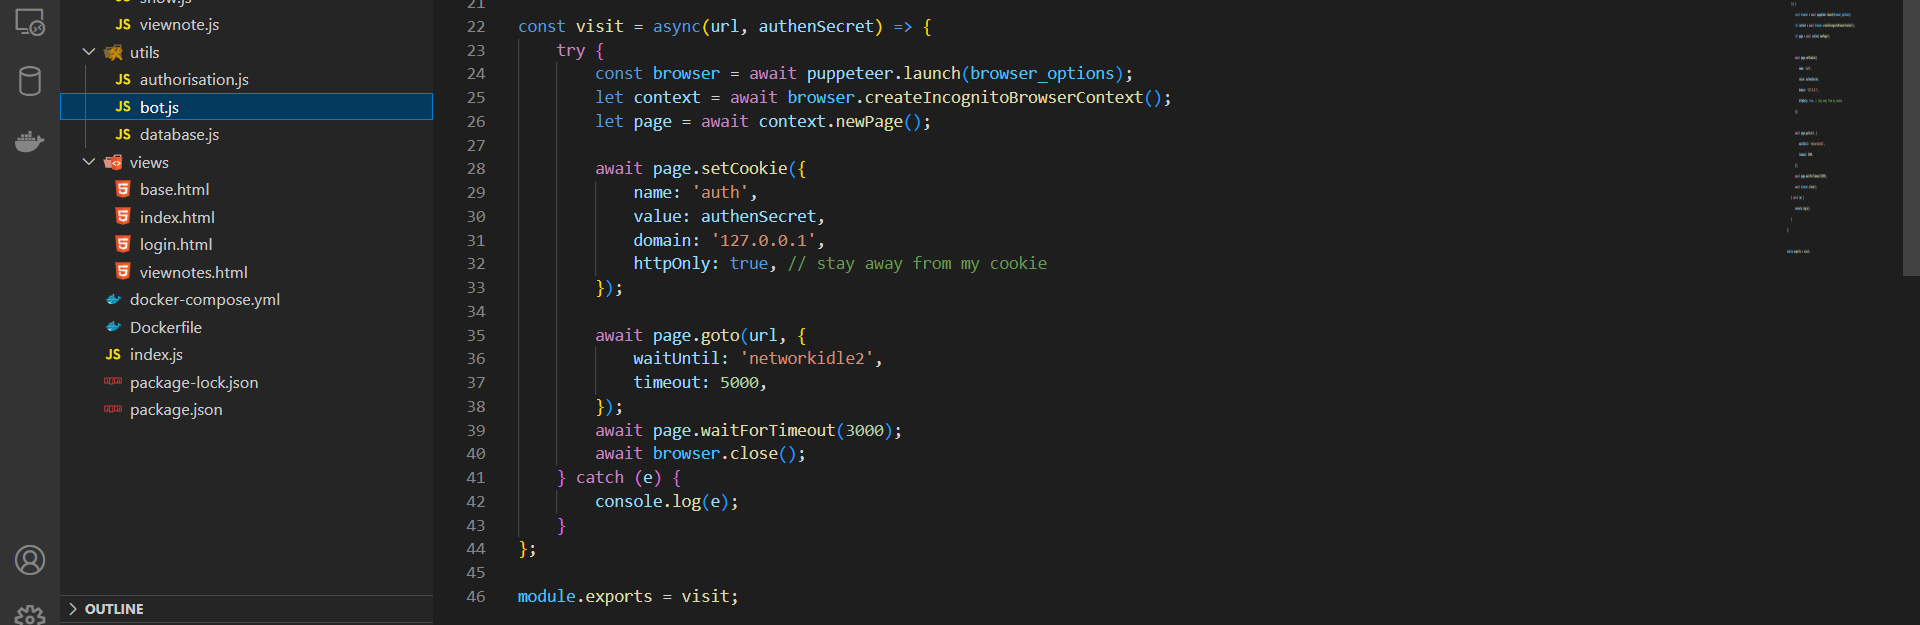 show.js
viewnote.js
utils
authorisation.js
bot.js
database.js
views
base.html
index.html
login.html
viewnotes.html
docker-compose.yml
Dockerfile
index.js
package-lock.json
package.json
OUTLINE
21
22 const visit = async(url, authenSecret) => {
23 try {
24 const browser = await puppeteer.launch(browser_options);
25 let context = await browser.createIncognitoBrowserContext();
26 let page = await context.newPage();
27
28 await page.setCookie({
29 name: 'auth',
30 value: authenSecret,
31 domain: '127.0.0.1',
32 httpOnly: true, // stay away from my cookie
33 });
34
35 await page.goto(url, {
36 waitUntil: 'networkidle2',
37 timeout: 5000,
38 });
39 await page.waitForTimeout(3000);
40 await browser.close();
41 } catch (e) {
42 console.log(e);
43 }
44 };
45
46 module.exports = visit;